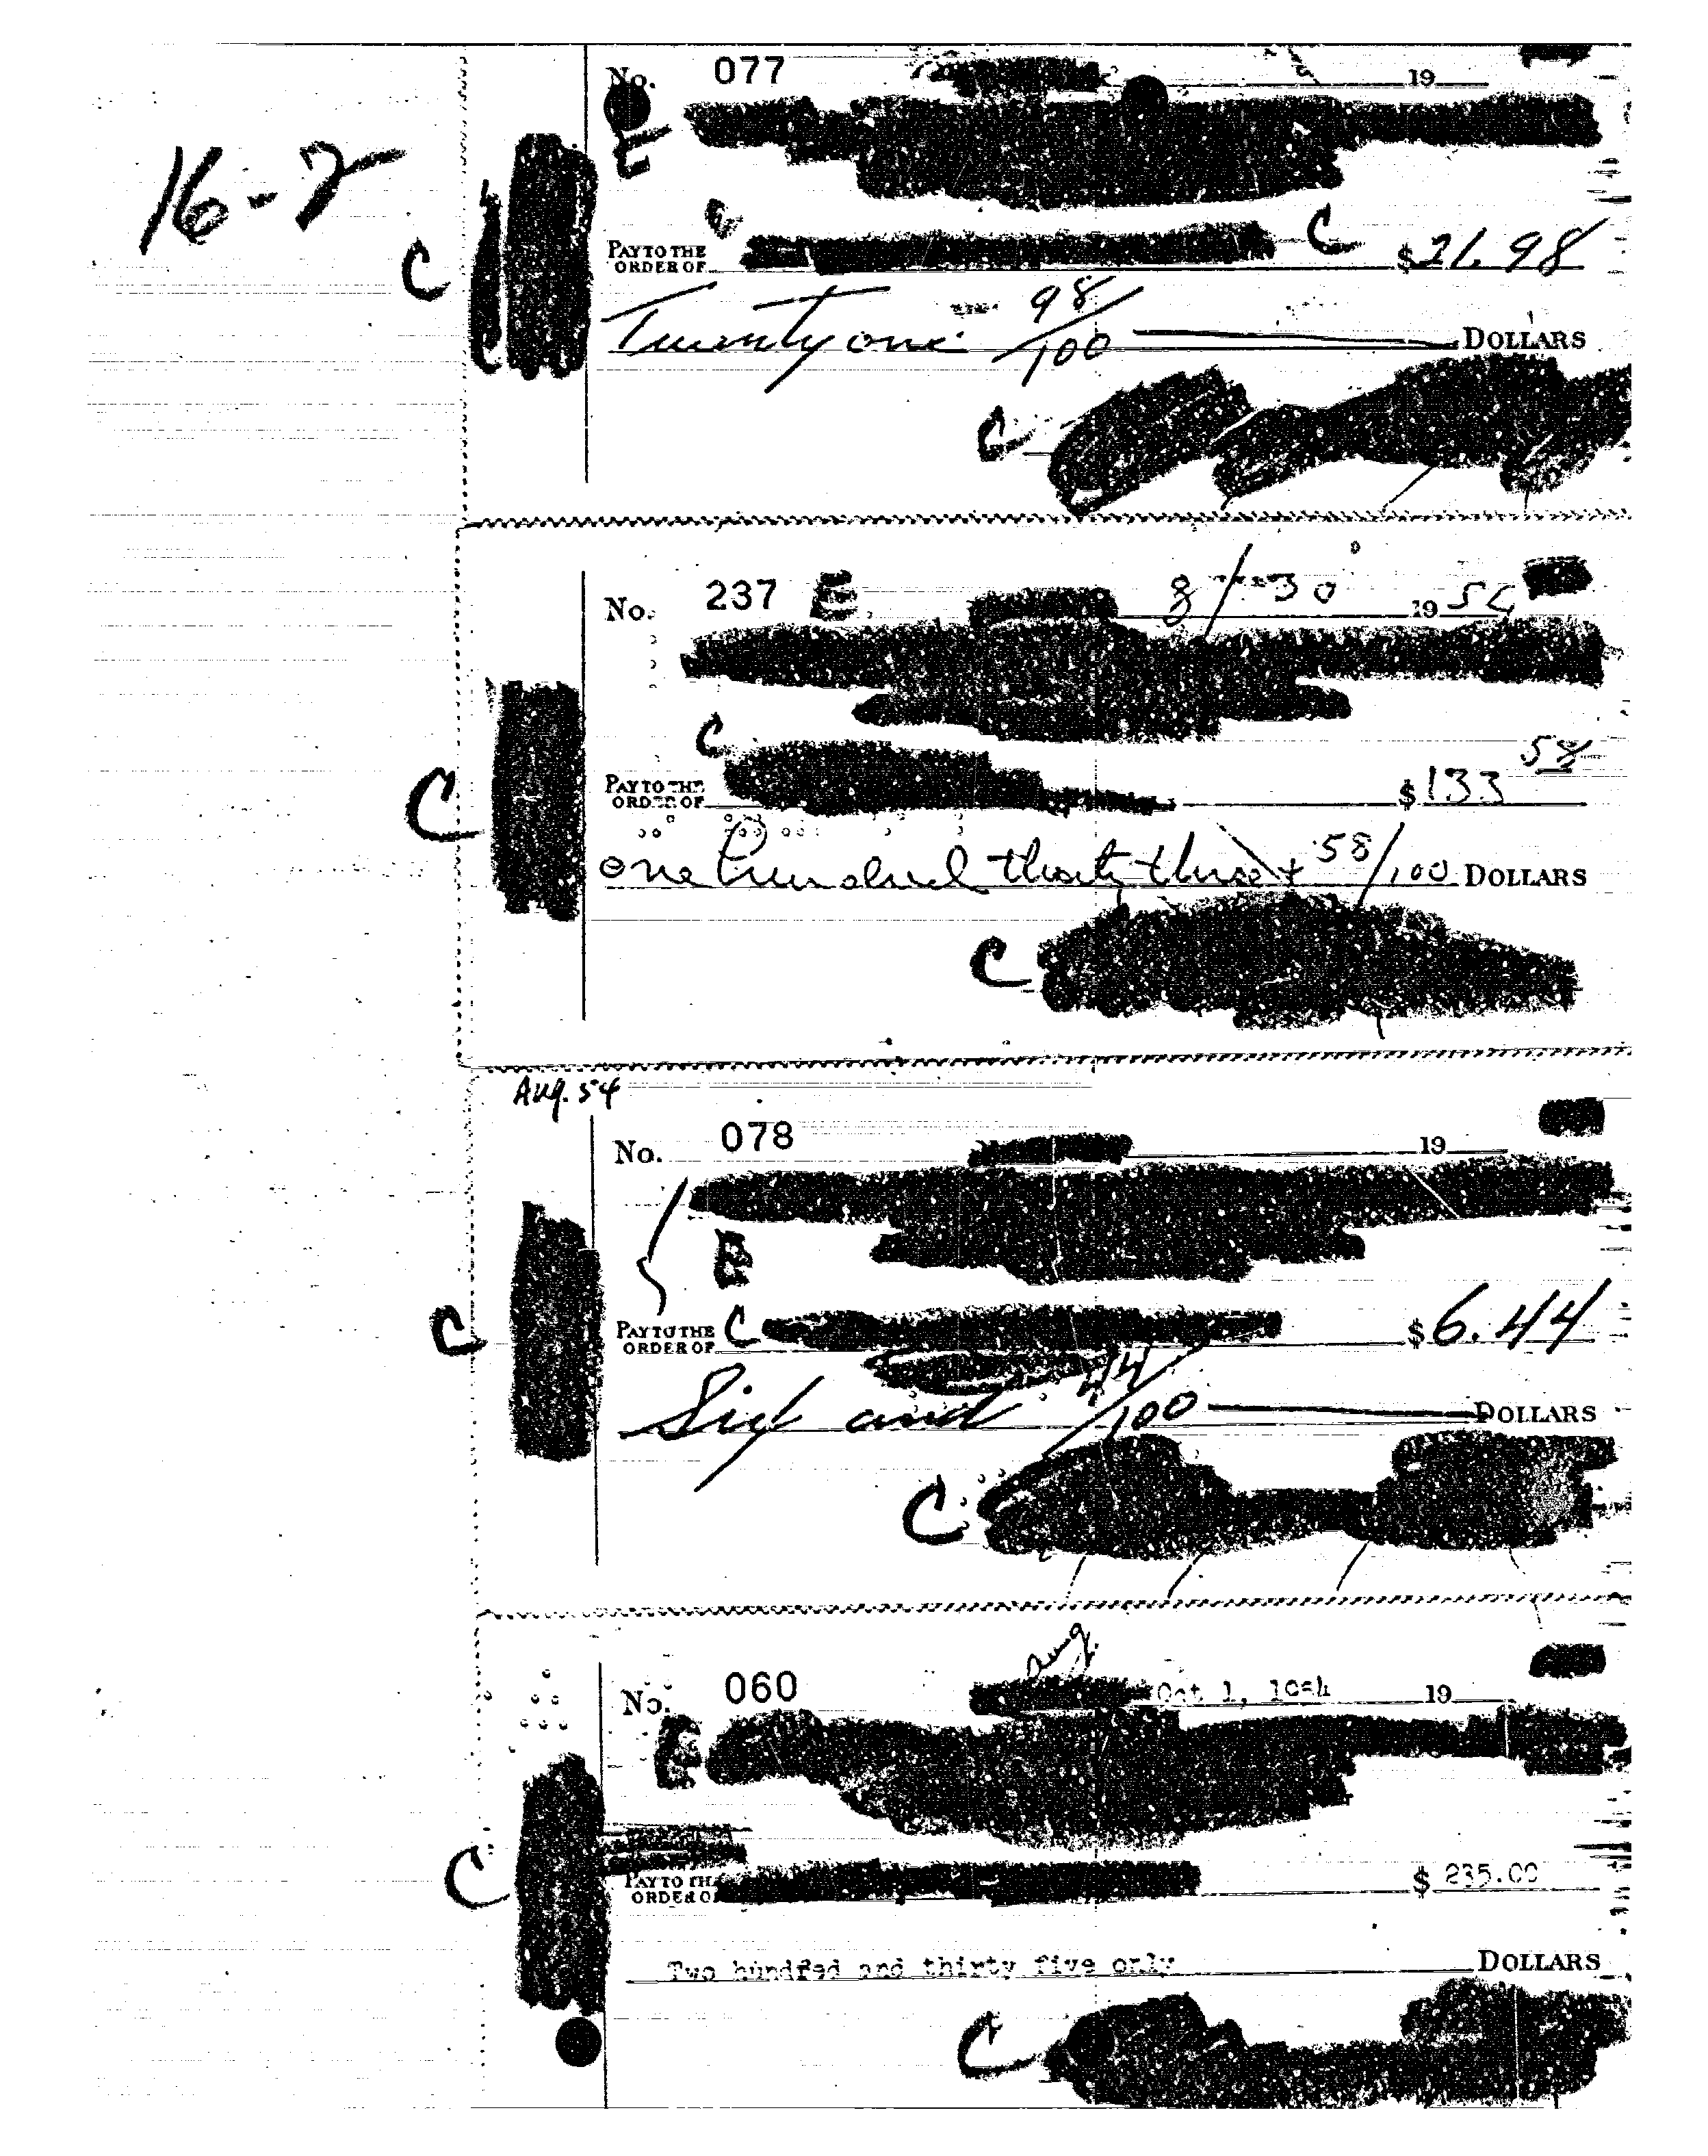 16-2
No. 077 19
E
C
PAY TO THE
ORDER OF C $21.98
Twenty one 98/100 DOLLARS
C
No. 237 E 8/30 1954
C
C
PAY TO THE
ORDER OF $133 58
one hundred thirty three + 58/100 DOLLARS
C
Aug. 54
No. 078 19
C
PAY TO THE
ORDER OF C $6.44
Six and 44/100 DOLLARS
C
Aug.
No. 060 Oct 1, 1954 19
C
PAY TO THE
ORDER OF $ 235.00
Two hundred and thirty five only DOLLARS
C